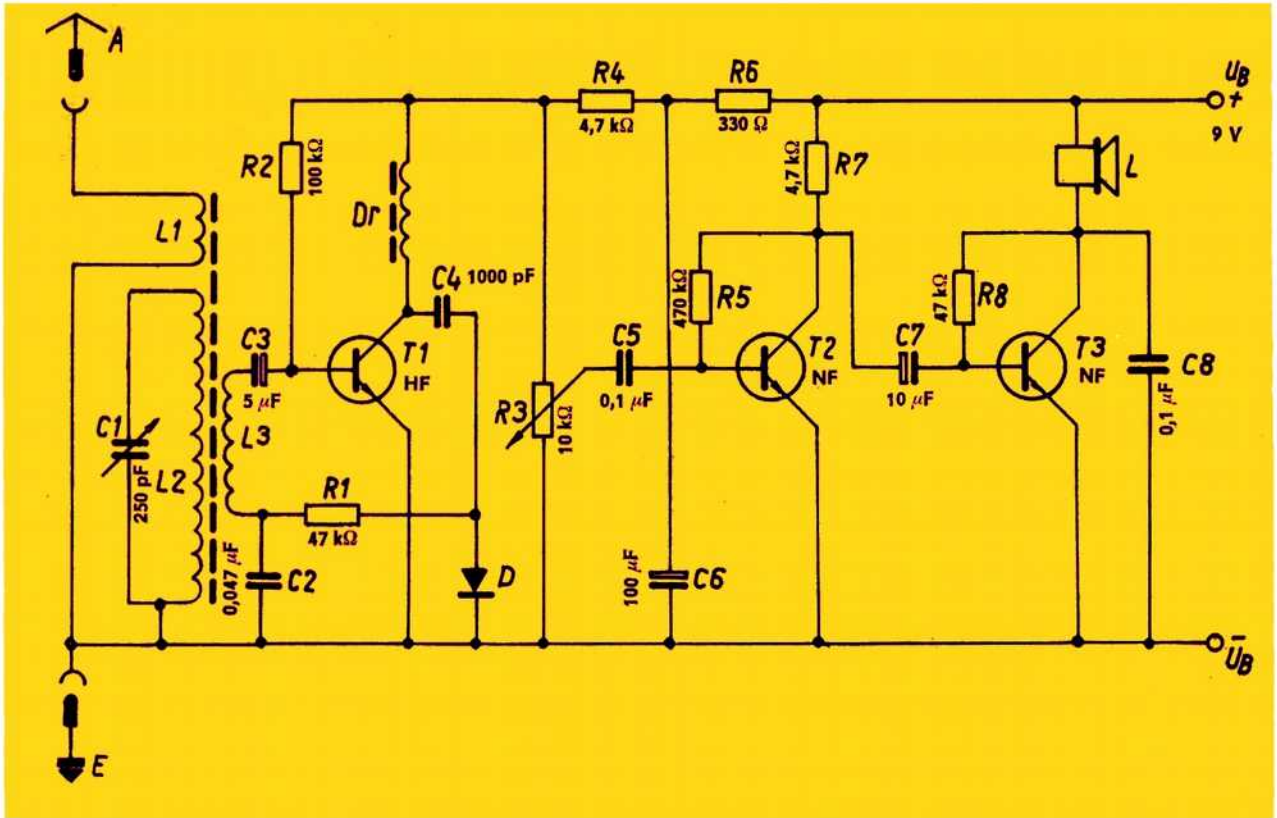 A
R4
4,7 kΩ
R6
330 Ω
UB
+
9 V
R2
100 kΩ
Dr
R7
4,7 kΩ
L
L1
C4 1000 pF
R5
470 kΩ
R8
47 kΩ
C3
5 µF
T1
HF
C5
0,1 µF
T2
NF
C7
10 µF
T3
NF
C8
0,1 µF
C1
250 pF
L2
L3
R3
10 kΩ
R1
47 kΩ
C2
0,047 µF
D
C6
100 µF
–
UB
E